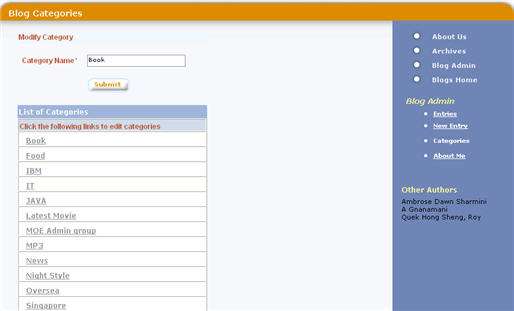 Blog Categories
Modify Category
Category Name*
Book
Submit
List of Categories
Click the following links to edit categories
Book
Food
IBM
IT
JAVA
Latest Movie
MOE Admin group
MP3
News
Night Style
Oversea
Singapore
About Us
Archives
Blog Admin
Blogs Home
Blog Admin
Entries
New Entry
Categories
About Me
Other Authors
Ambrose Dawn Sharmini
A Gnanamani
Quek Hong Sheng, Roy